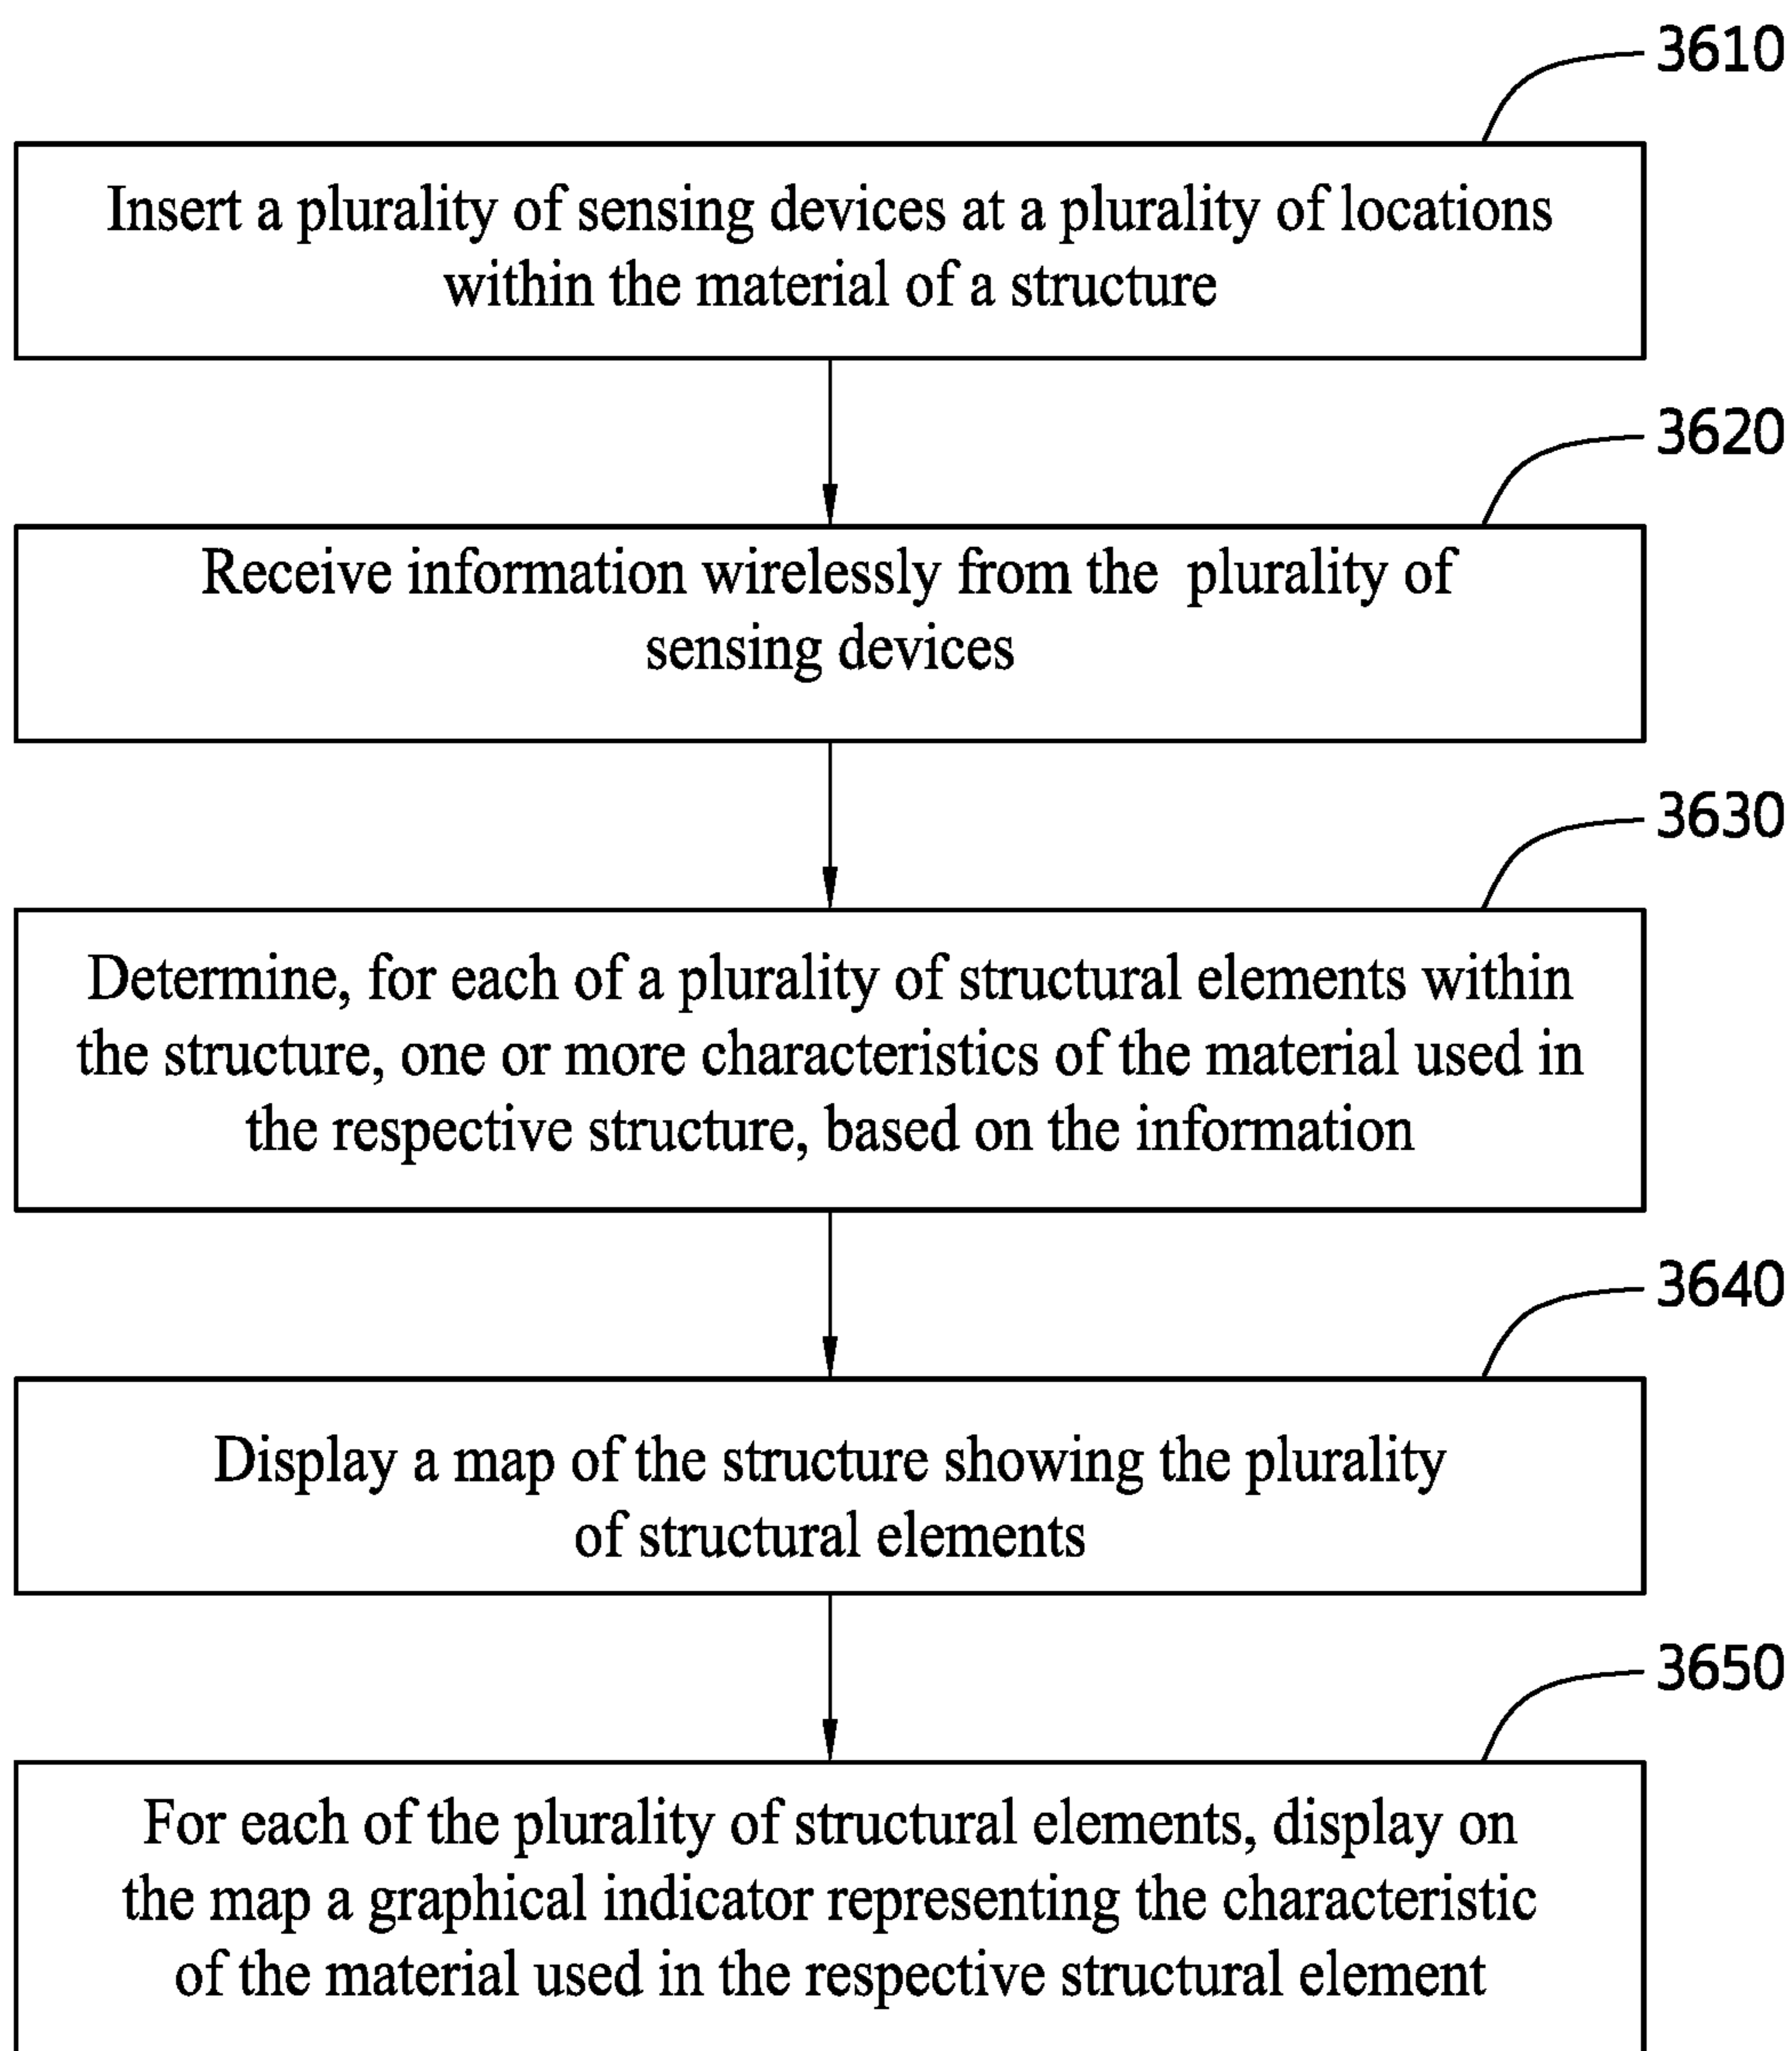 3610
Insert a plurality of sensing devices at a plurality of locations
within the material of a structure
3620
Receive information wirelessly from the plurality of
sensing devices
3630
Determine, for each of a plurality of structural elements within
the structure, one or more characteristics of the material used in
the respective structure, based on the information
3640
Display a map of the structure showing the plurality
of structural elements
3650
For each of the plurality of structural elements, display on
the map a graphical indicator representing the characteristic
of the material used in the respective structural element